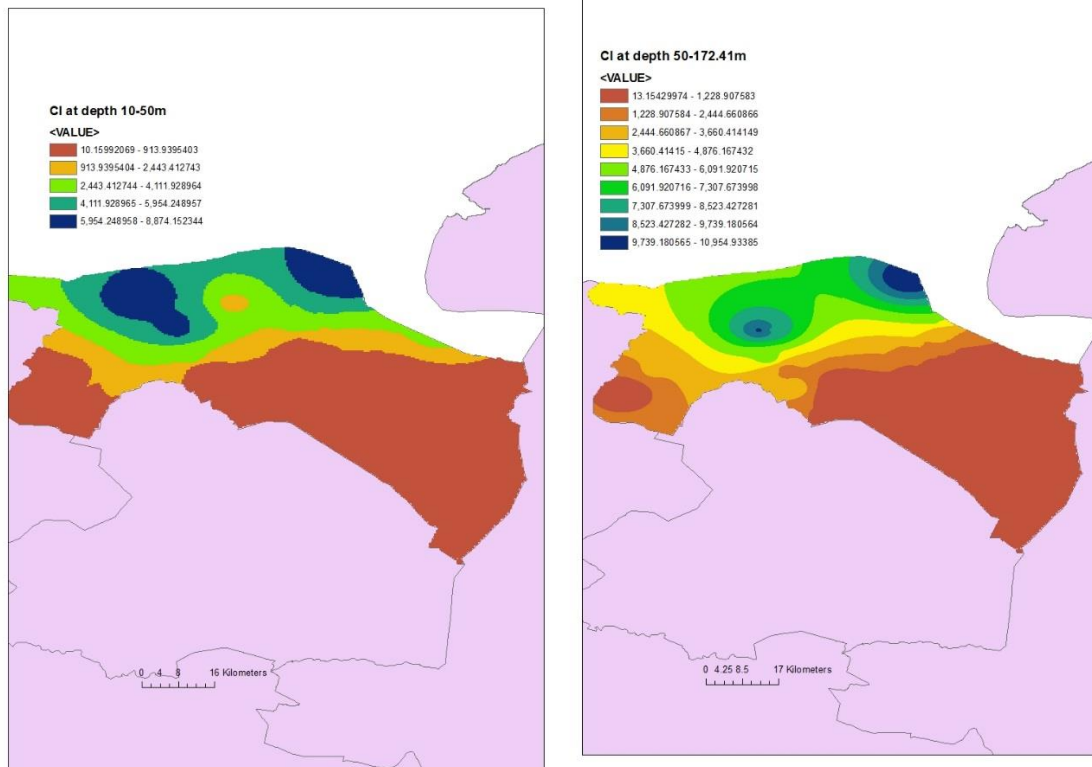 Cl at depth 10-50m
<VALUE>
10.15992069 - 913.9395403
913.9395404 - 2,443.412743
2,443.412744 - 4,111.928964
4,111.928965 - 5,954.248957
5,954.248958 - 8,874.152344
0 4 8 16 Kilometers
Cl at depth 50-172.41m
<VALUE>
13.15429974 - 1,228.907583
1,228.907584 - 2,444.660866
2,444.660867 - 3,660.414149
3,660.41415 - 4,876.167432
4,876.167433 - 6,091.920715
6,091.920716 - 7,307.673998
7,307.673999 - 8,523.427281
8,523.427282 - 9,739.180564
9,739.180565 - 10,954.93385
0 4.25 8.5 17 Kilometers